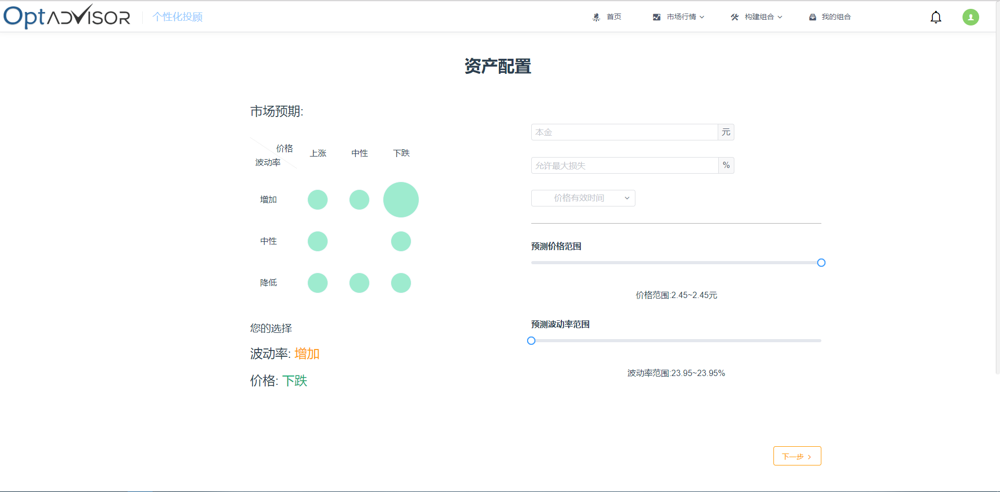 OptADVISOR 个性化投顾 首页 市场行情 构建组合 我的组合
资产配置
市场预期:
价格
波动率
上涨 中性 下跌
增加
中性
降低
您的选择
波动率: 增加
价格: 下跌
本金 元
允许最大损失 %
价格有效时间
预测价格范围
价格范围:2.45~2.45元
预测波动率范围
波动率范围:23.95~23.95%
下一步